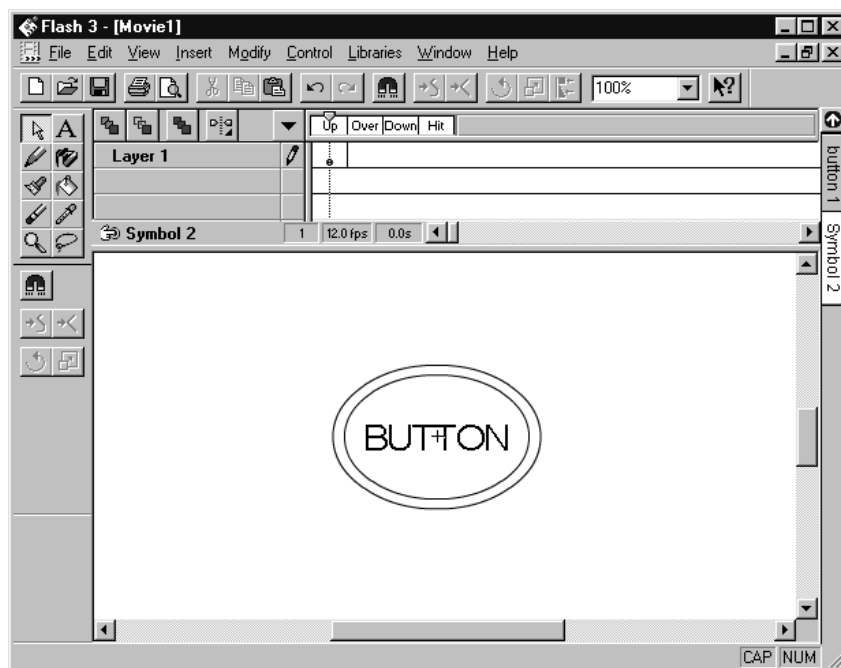 Flash 3 - [Movie1]
File Edit View Insert Modify Control Libraries Window Help
100%
A
Up Over Down Hit
Layer 1
Symbol 2 1 12.0 fps 0.0s
button 1
Symbol 2
BUTTON
CAP NUM